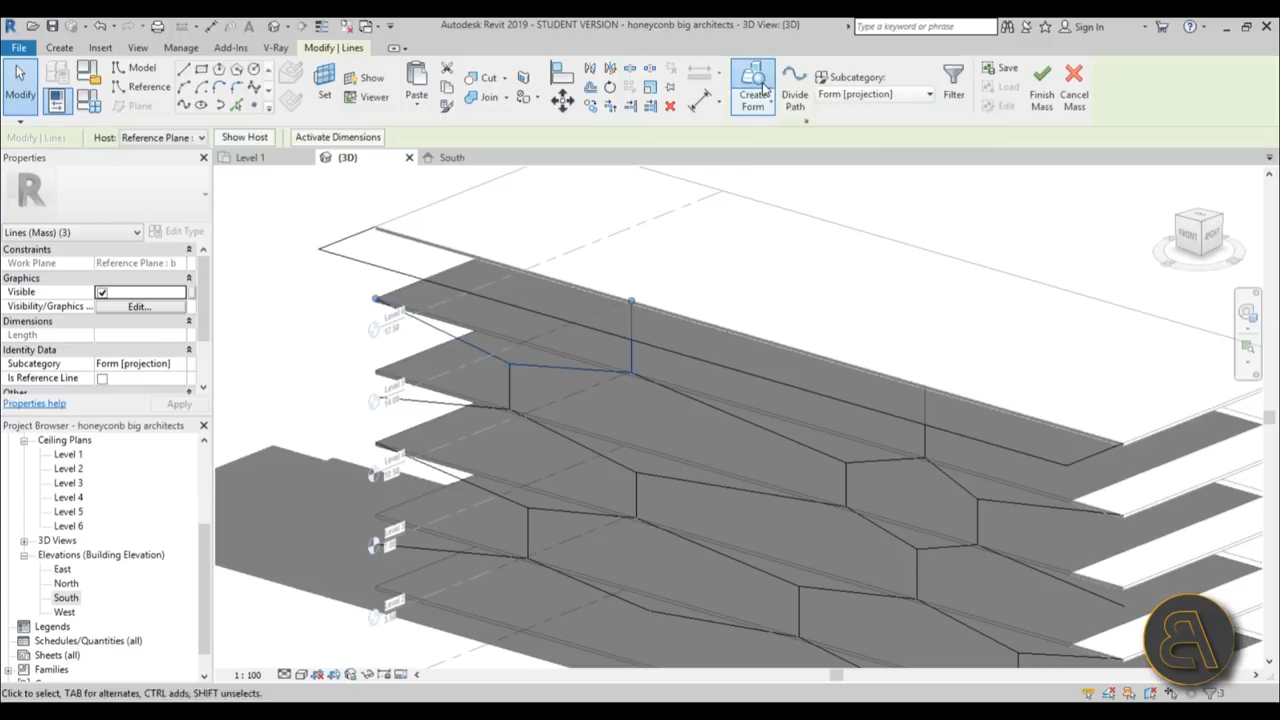 Autodesk Revit 2019 - STUDENT VERSION - honeyconb big architects - 3D View: {3D}
Type a keyword or phrase
Sign In
File
Create
Insert
View
Manage
Add-Ins
V-Ray
Modify | Lines
Modify
Model
Reference
Plane
Set
Show
Viewer
Paste
Cut
Join
Create
Form
Divide
Path
Subcategory:
Form [projection]
Filter
Save
Load
Edit
Finish
Mass
Cancel
Mass
Modify | Lines
Host:
Reference Plane :
Show Host
Activate Dimensions
Properties
Level 1
{3D}
South
R
Lines (Mass) (3)
Edit Type
Constraints
Work Plane
Reference Plane : b
Graphics
Visible
Visibility/Graphics ...
Edit...
Dimensions
Length
Identity Data
Subcategory
Form [projection]
Is Reference Line
Other
Properties help
Apply
Project Browser - honeyconb big architects
Ceiling Plans
Level 1
Level 2
Level 3
Level 4
Level 5
Level 6
3D Views
Elevations (Building Elevation)
East
North
South
West
Legends
Schedules/Quantities (all)
Sheets (all)
Families
FRONT
RIGHT
1 : 100
Click to select, TAB for alternates, CTRL adds, SHIFT unselects.
:3